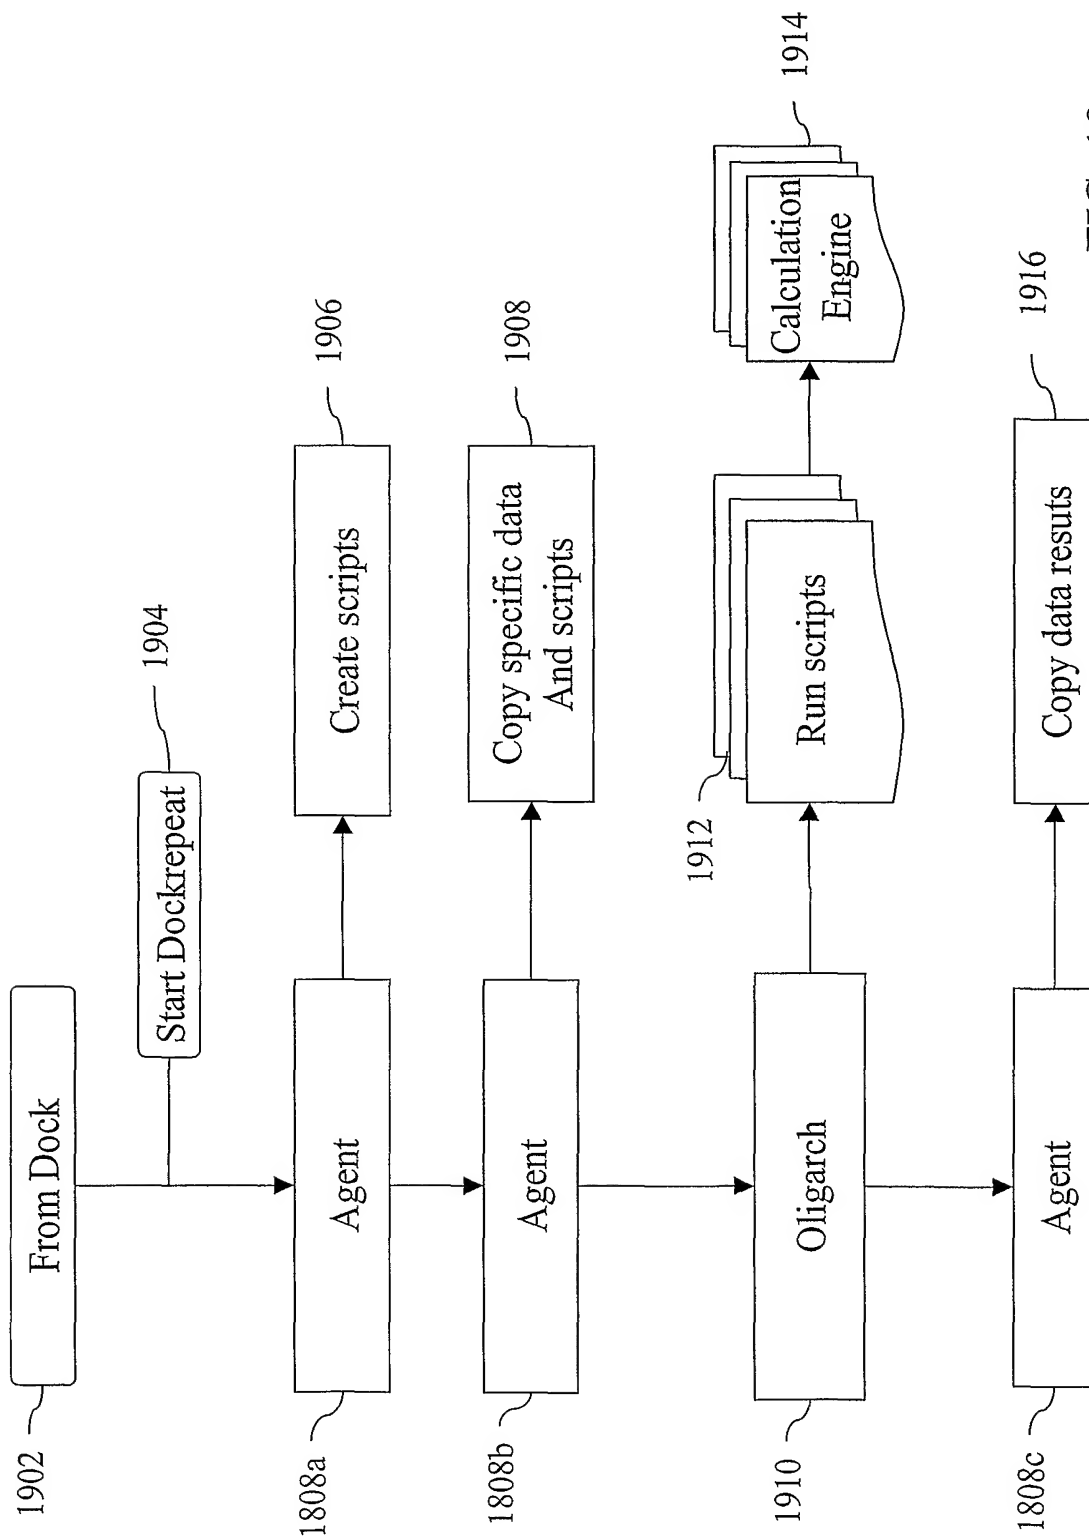 1902
From Dock
Start Dockrepeat
1904
1808a
Agent
Create scripts
1906
1808b
Agent
Copy specific data
And scripts
1908
1910
Oligarch
1912
Run scripts
Calculation
Engine
1914
1808c
Agent
Copy data resuts
1916